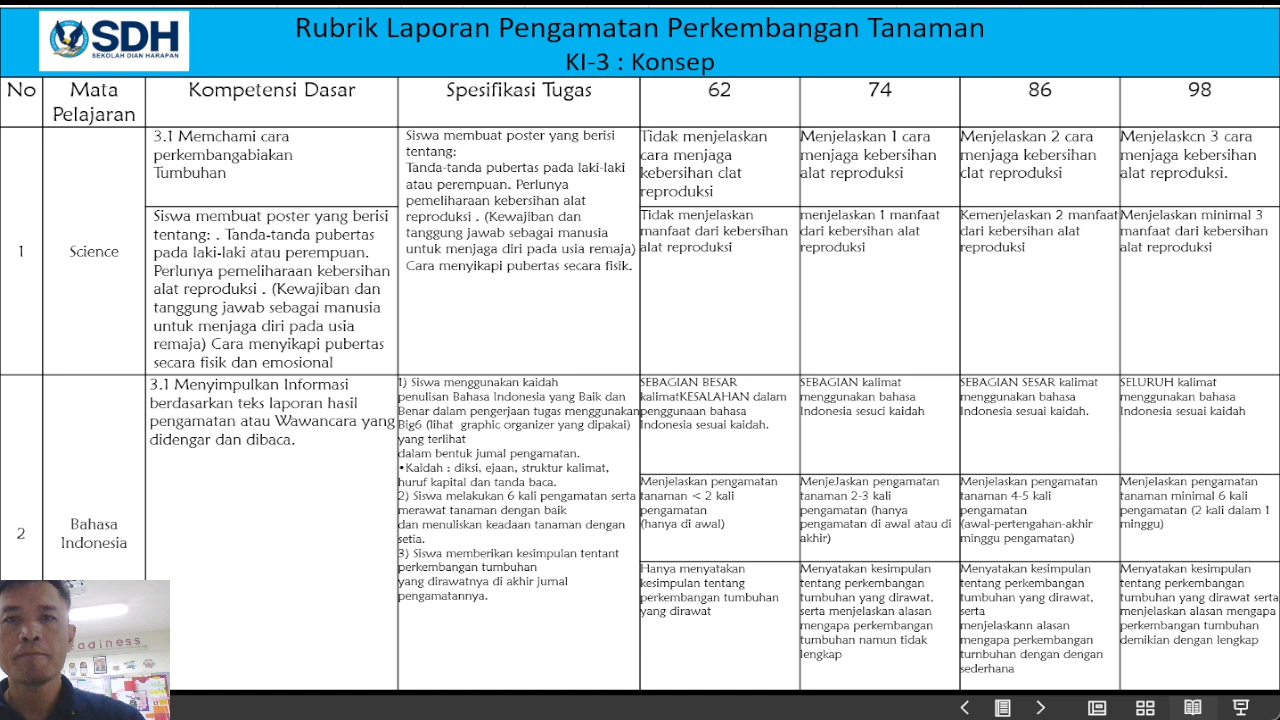 SDH
SEKOLAH DIAN HARAPAN
Rubrik Laporan Pengamatan Perkembangan Tanaman
KI-3 : Konsep
No
Mata
Pelajaran
Kompetensi Dasar
Spesifikasi Tugas
62
74
86
98
1
Science
3.1 Memchami cara
perkembangabiakan
Tumbuhan
Siswa membuat poster yang berisi
tentang: . Tanda-tanda pubertas
pada laki-laki atau perempuan.
Perlunya pemeliharaan kebersihan
alat reproduksi . (Kewajiban dan
tanggung jawab sebagai manusia
untuk menjaga diri pada usia
remaja) Cara menyikapi pubertas
secara fisik dan emosional
Siswa membuat poster yang berisi
tentang:
Tanda-tanda pubertas pada laki-laki
atau perempuan. Perlunya
pemeliharaan kebersihan alat
reproduksi . (Kewajiban dan
tanggung jawab sebagai manusia
untuk menjaga diri pada usia remaja)
Cara menyikapi pubertas secara fisik.
Tidak menjelaskan
cara menjaga
kebersihan clat
reproduksi
Menjelaskan 1 cara
menjaga kebersihan
alat reproduksi
Menjelaskan 2 cara
menjaga kebersihan
clat reproduksi
Menjelaskcn 3 cara
menjaga kebersihan
alat reproduksi.
Tidak menjelaskan
manfaat dari kebersihan
alat reproduksi
menjelaskan 1 manfaat
dari kebersihan alat
reproduksi
Kemenjelaskan 2 manfaat
dari kebersihan alat
reproduksi
Menjelaskan minimal 3
manfaat dari kebersihan
alat reproduksi
2
Bahasa
Indonesia
3.1 Menyimpulkan Informasi
berdasarkan teks laporan hasil
pengamatan atau Wawancara yang
didengar dan dibaca.
1) Siswa menggunakan kaidah
penulisan Bahasa Indonesia yang Baik dan
Benar dalam pengerjaan tugas menggunakan
Big6 (lihat graphic organizer yang dipakai)
yang terlihat
dalam bentuk jumal pengamatan.
•Kaidah : diksi, ejaan, struktur kalimat,
huruf kapital dan tanda baca.
2) Siswa melakukan 6 kali pengamatan serta
merawat tanaman dengan baik
dan menuliskan keadaan tanaman dengan
setia.
3) Siswa memberikan kesimpulan tentant
perkembangan tumbuhan
yang dirawatnya di akhir jumal
pengamatannya.
SEBAGIAN BESAR
kalimatKESALAHAN dalam
penggunaan bahasa
Indonesia sesuai kaidah.
SEBAGIAN kalimat
menggunakan bahasa
Indonesia sesuci kaidah
SEBAGIAN SESAR kalimat
menggunakan bahasa
Indonesia sesuai kaidah.
SELURUH kalimat
menggunakan bahasa
Indonesia sesuai kaidah
Menjelaskan pengamatan
tanaman < 2 kali
pengamatan
(hanya di awal)
MenjeJaskan pengamatan
tanaman 2-3 kali
pengamatan (hanya
pengamatan di awal atau di
akhir)
Menjelaskan pengamatan
tanaman 4-5 kali
pengamatan
(awal-pertengahan-akhir
minggu pengamatan)
Menjelaskan pengamatan
tanaman minimal 6 kali
pengamatan (2 kali dalam 1
minggu)
Hanya menyatakan
kesimpulan tentang
perkembangan tumbuhan
yang dirawat
Menyatakan kesimpulan
tentang perkembangan
tumbuhan yang dirawat,
serta menjelaskan alasan
mengapa perkembangan
tumbuhan namun tidak
lengkap
Menyatakan kesimpulan
tentang perkembangan
tumbuhan yang dirawat,
serta
menjelaskann alasan
mengapa perkembangan
turnbuhan dengan dengan
sederhana
Menyatakan kesimpulan
tentang perkembangan
tumbuhan yang dirawat serta
menjelaskan alasan mengapa
perkembangan tumbuhan
demikian dengan lengkap
eadiness